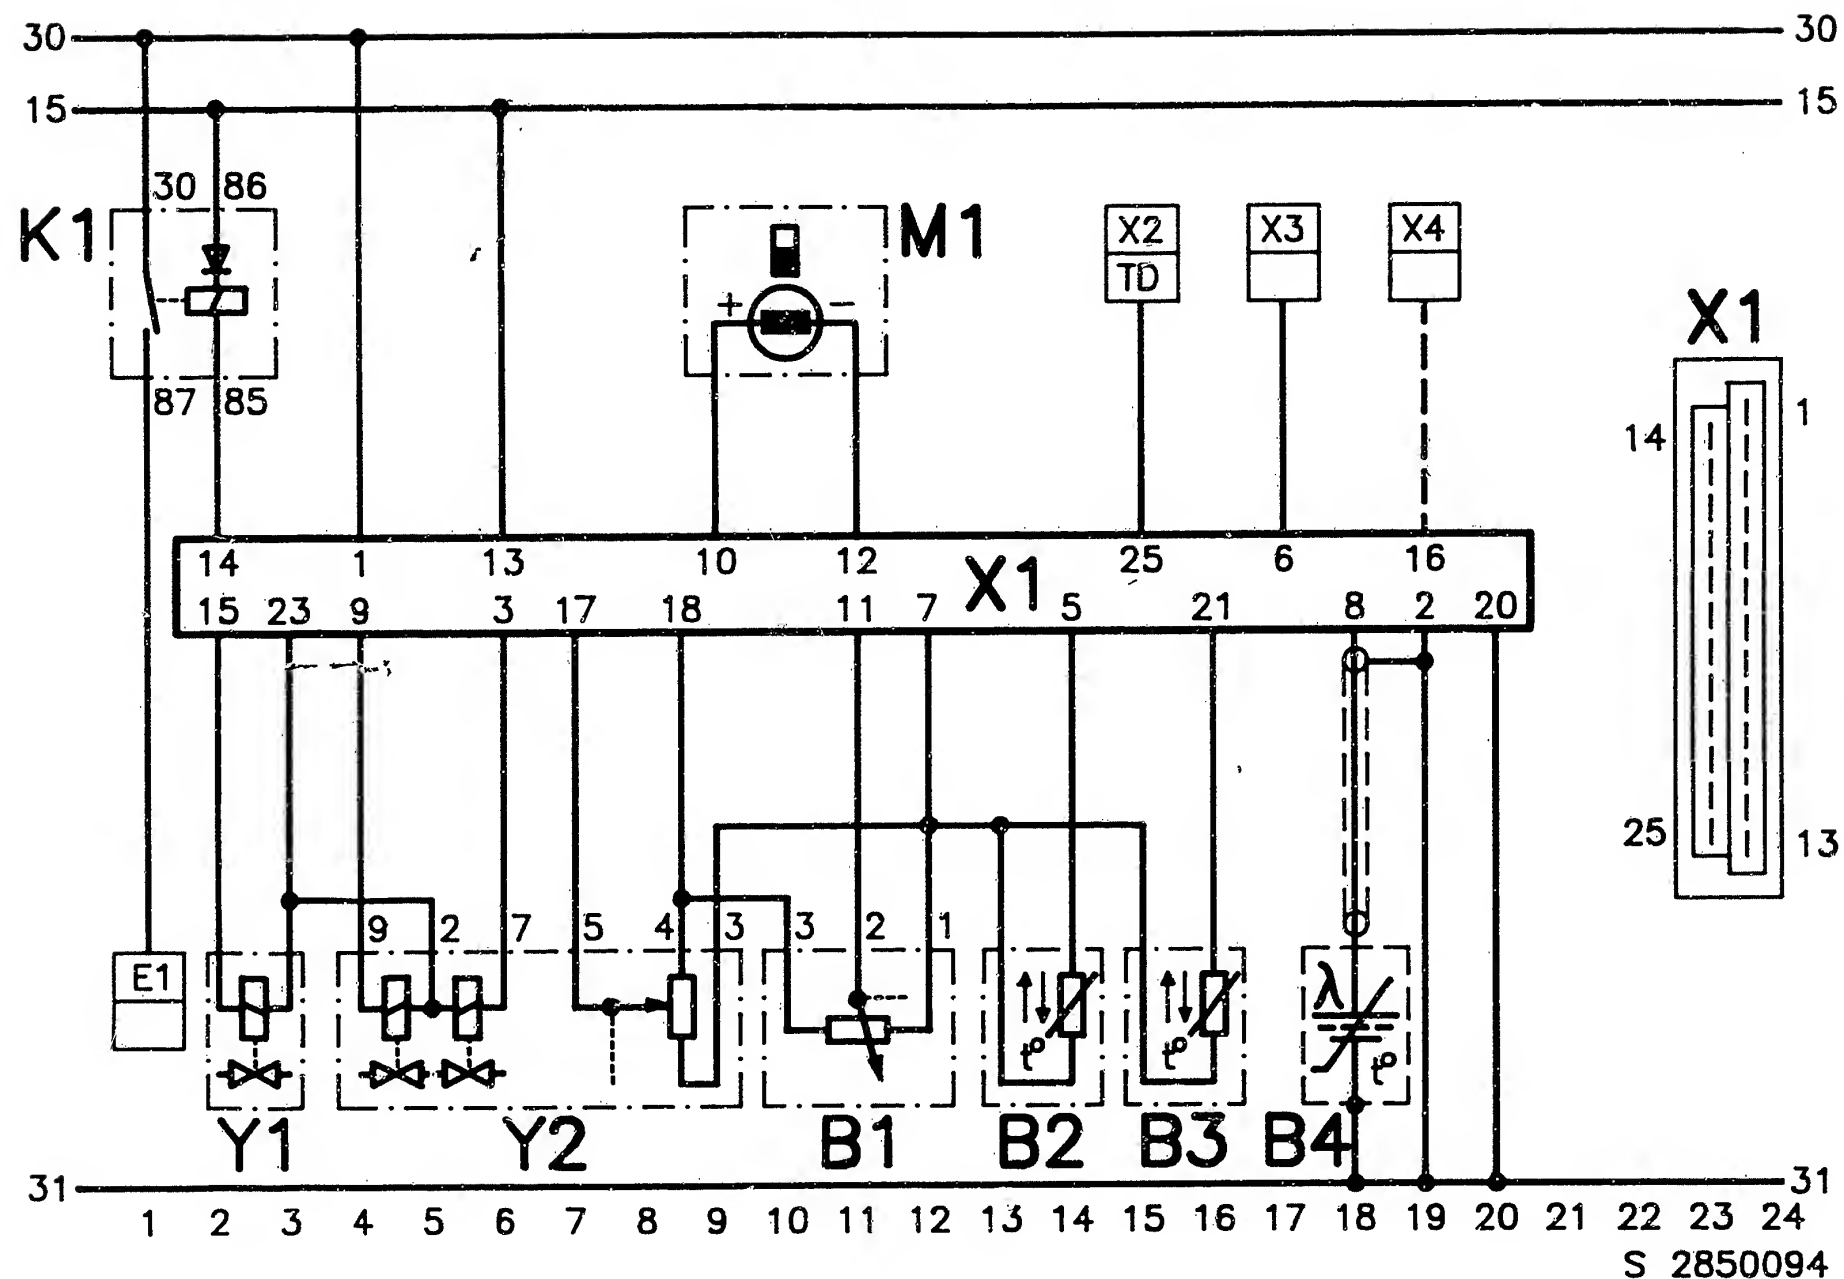 30 30
15 15
30 86
K1 M1 X2 X3 X4
TD
+ −
X1
87 85
14 1
14 1 13 10 12 25 6 16
X1
15 23 9 3 17 18 11 7 5 21 8 2 20
25 13
9 2 7 5 4 3 3 2 1
E1
λ
t° t° t°
Y1 Y2 B1 B2 B3 B4
31 31
1 2 3 4 5 6 7 8 9 10 11 12 13 14 15 16 17 18 19 20 21 22 23 24
S 2850094